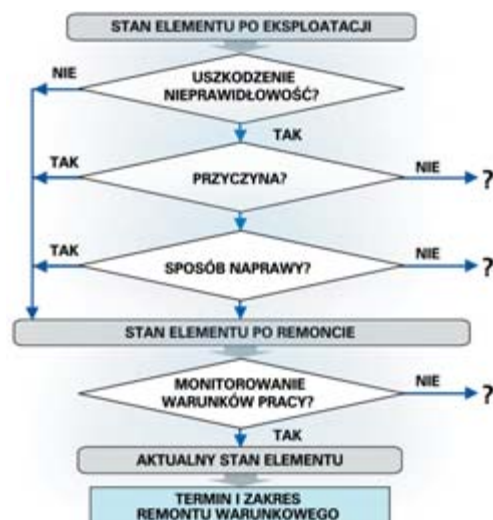 STAN ELEMENTU PO EKSPLOATACJI
NIE
USZKODZENIE
NIEPRAWIDŁOWOŚĆ?
TAK
TAK
PRZYCZYNA?
NIE
?
TAK
SPOSÓB NAPRAWY?
NIE
?
STAN ELEMENTU PO REMONCIE
MONITOROWANIE
WARUNKÓW PRACY?
NIE
?
TAK
AKTUALNY STAN ELEMENTU
TERMIN I ZAKRES
REMONTU WARUNKOWEGO